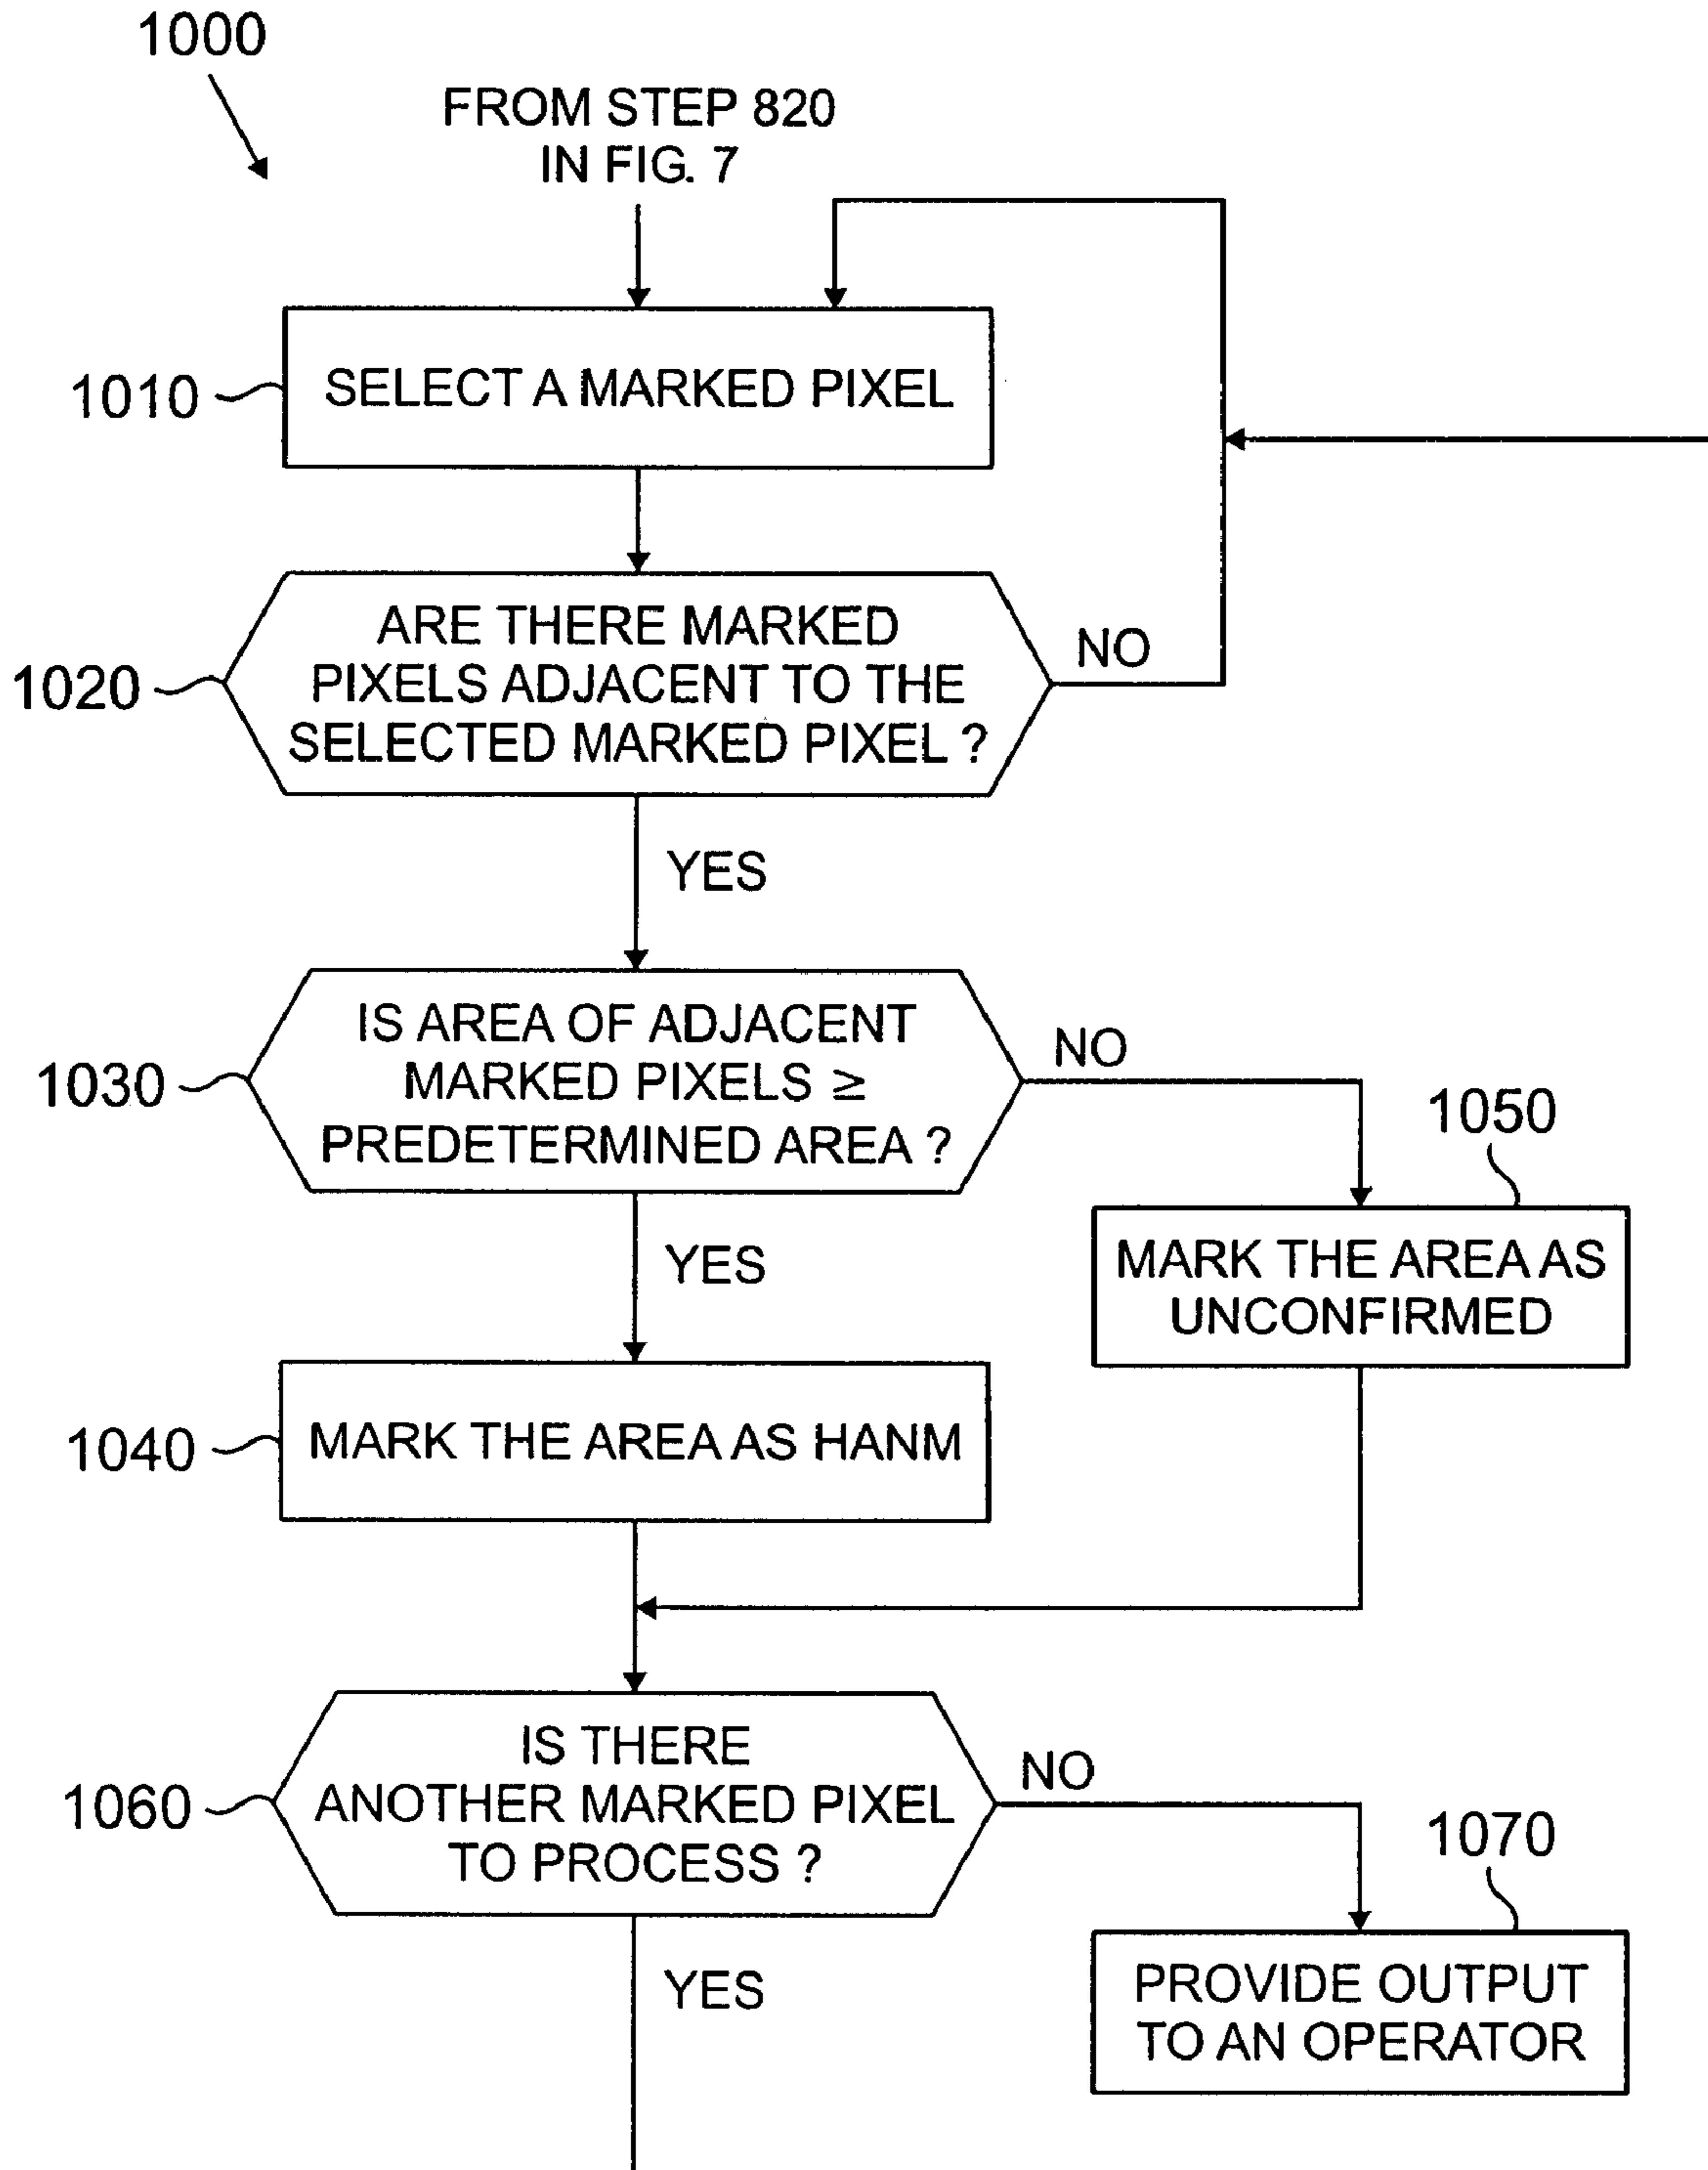 1000
FROM STEP 820
IN FIG. 7
1010
SELECT A MARKED PIXEL
1020
ARE THERE MARKED
PIXELS ADJACENT TO THE
SELECTED MARKED PIXEL ?
NO
YES
1030
IS AREA OF ADJACENT
MARKED PIXELS ≥
PREDETERMINED AREA ?
NO
1050
MARK THE AREA AS
UNCONFIRMED
YES
1040
MARK THE AREA AS HANM
1060
IS THERE
ANOTHER MARKED PIXEL
TO PROCESS ?
NO
1070
PROVIDE OUTPUT
TO AN OPERATOR
YES